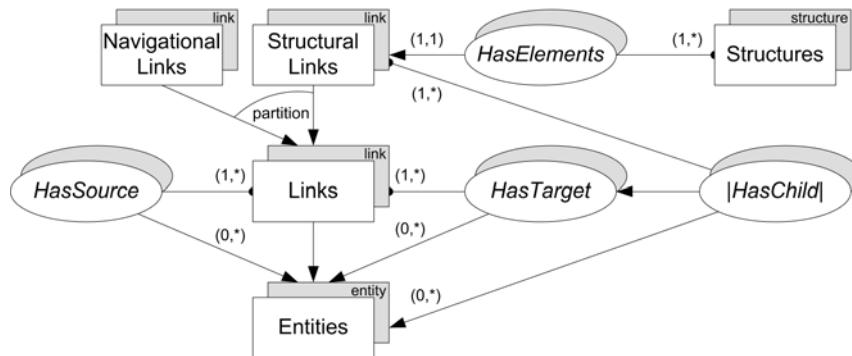 link
link
structure
Navigational
Links
Structural
Links
(1,1)
HasElements
(1,*)
Structures
partition
(1,*)
link
HasSource
(1,*)
Links
(1,*)
HasTarget
|HasChild|
(0,*)
(0,*)
entity
(0,*)
Entities